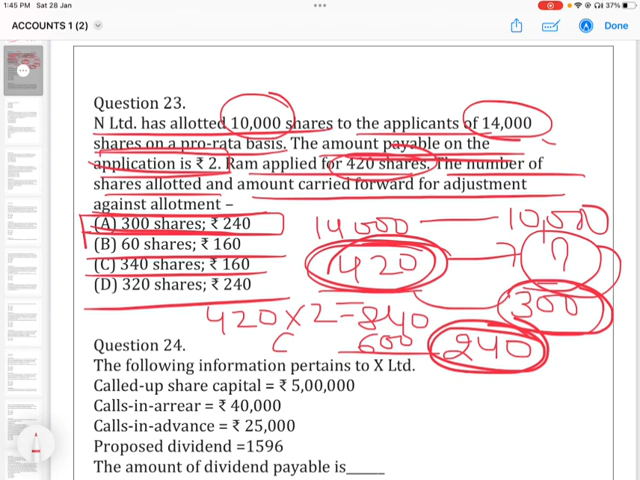 1:45 PM Sat 28 Jan
37%
ACCOUNTS 1 (2)
Done
Question 23.
N Ltd. has allotted 10,000 shares to the applicants of 14,000
shares on a pro-rata basis. The amount payable on the
application is ₹ 2. Ram applied for 420 shares. The number of
shares allotted and amount carried forward for adjustment
against allotment –
(A) 300 shares; ₹ 240
(B) 60 shares; ₹ 160
(C) 340 shares; ₹ 160
(D) 320 shares; ₹ 240
14000 — 10,000
420 → ?
300
420 × 2 = 840
600
240
Question 24.
The following information pertains to X Ltd.
Called-up share capital = ₹ 5,00,000
Calls-in-arrear = ₹ 40,000
Calls-in-advance = ₹ 25,000
Proposed dividend =1596
The amount of dividend payable is_____